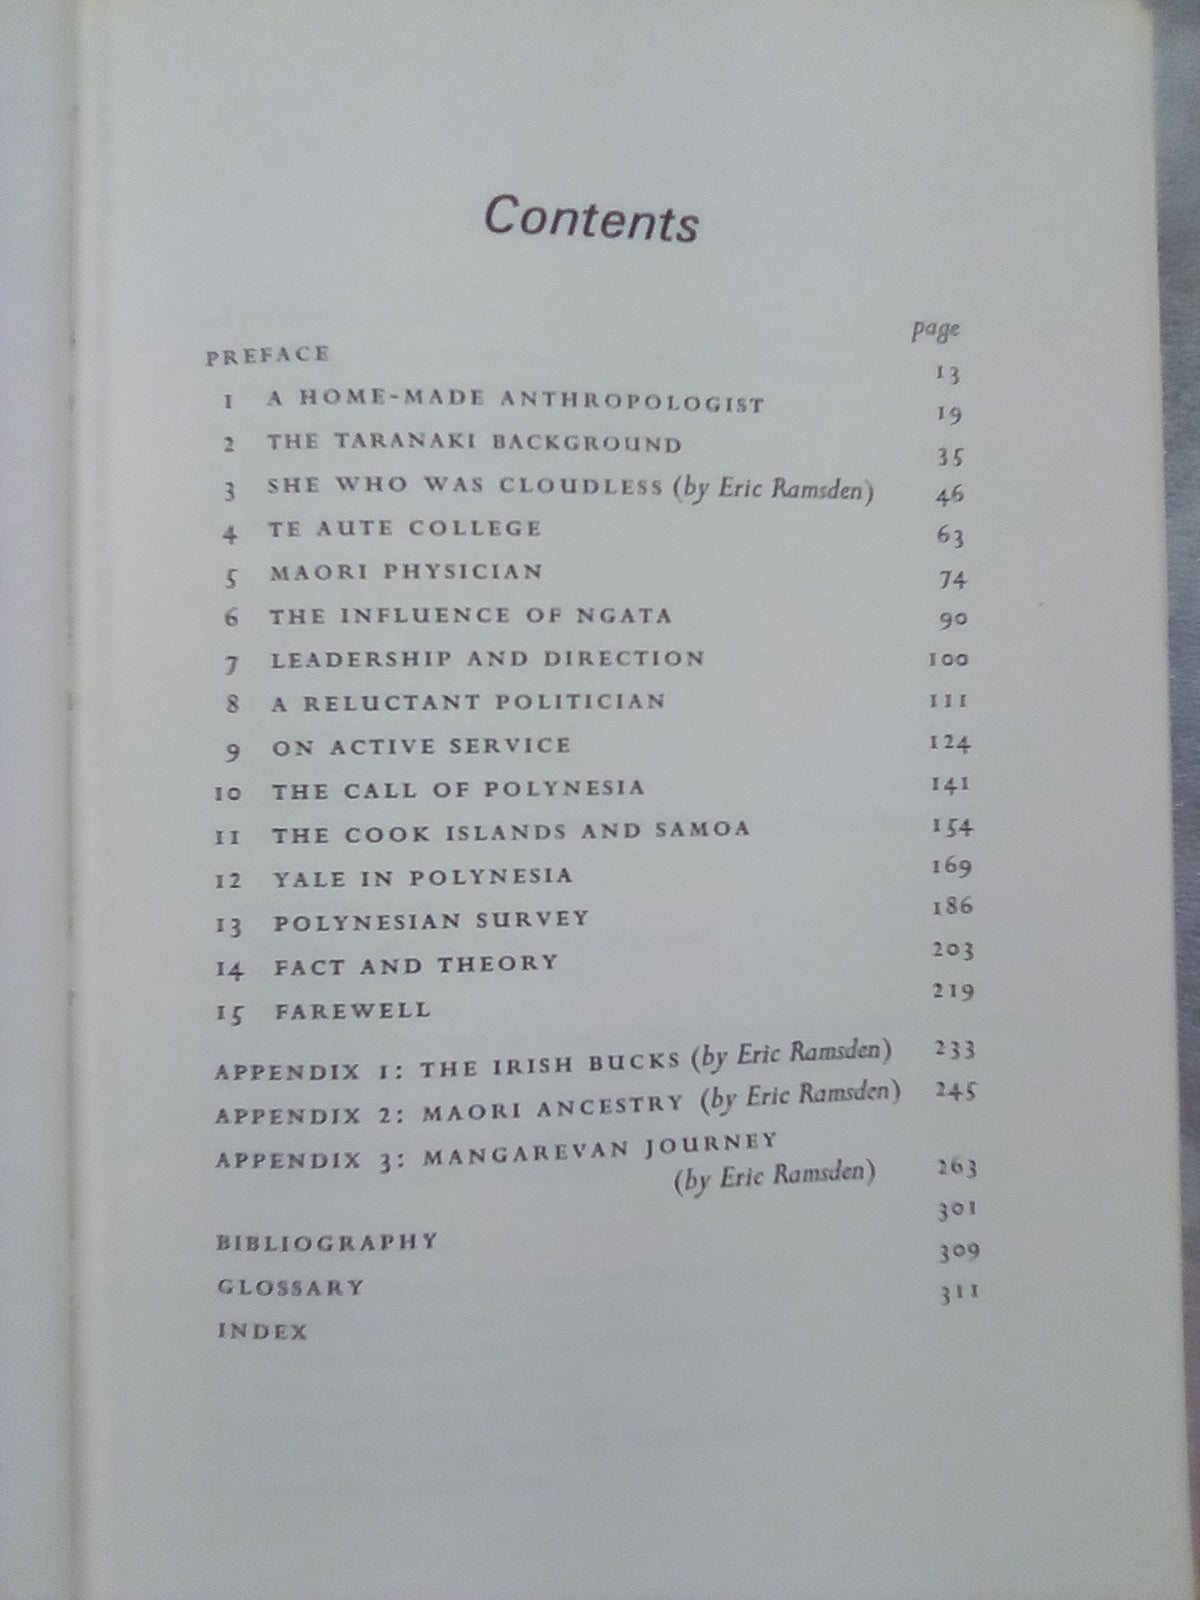 Contents
page
PREFACE 13
1 A HOME-MADE ANTHROPOLOGIST 19
2 THE TARANAKI BACKGROUND 35
3 SHE WHO WAS CLOUDLESS (by Eric Ramsden) 46
4 TE AUTE COLLEGE 63
5 MAORI PHYSICIAN 74
6 THE INFLUENCE OF NGATA 90
7 LEADERSHIP AND DIRECTION 100
8 A RELUCTANT POLITICIAN 111
9 ON ACTIVE SERVICE 124
10 THE CALL OF POLYNESIA 141
11 THE COOK ISLANDS AND SAMOA 154
12 YALE IN POLYNESIA 169
13 POLYNESIAN SURVEY 186
14 FACT AND THEORY 203
15 FAREWELL 219
APPENDIX 1: THE IRISH BUCKS (by Eric Ramsden) 233
APPENDIX 2: MAORI ANCESTRY (by Eric Ramsden) 245
APPENDIX 3: MANGAREVAN JOURNEY
(by Eric Ramsden) 263
BIBLIOGRAPHY 301
GLOSSARY 309
INDEX 311